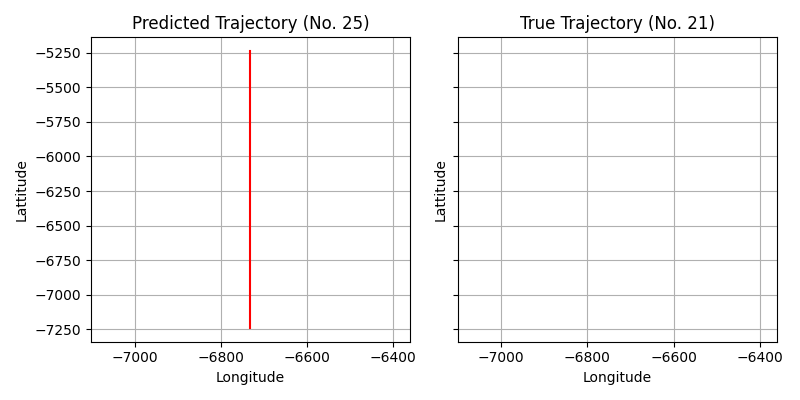 Predicted Trajectory (No. 25)
True Trajectory (No. 21)
−5250
−5500
−5750
−6000
−6250
−6500
−6750
−7000
−7250
Lattitude
Lattitude
−7000 −6800 −6600 −6400
−7000 −6800 −6600 −6400
Longitude
Longitude